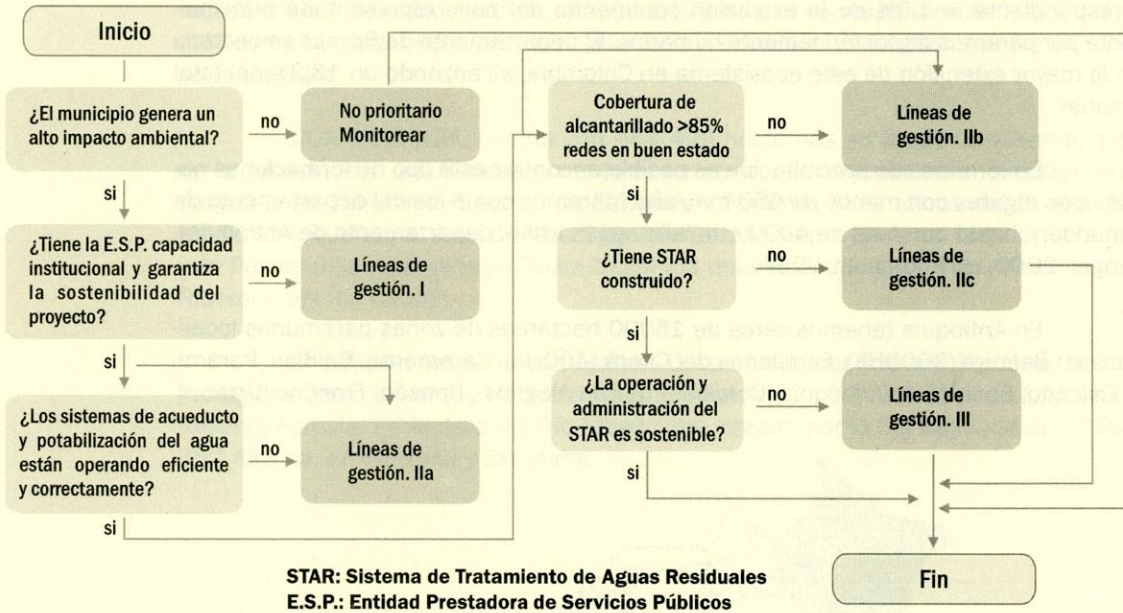 Inicio
¿El municipio genera un
alto impacto ambiental?
no
No prioritario
Monitorear
si
¿Tiene la E.S.P. capacidad
institucional y garantiza
la sostenibilidad del
proyecto?
no
Líneas de
gestión. I
si
¿Los sistemas de acueducto
y potabilización del agua
están operando eficiente
y correctamente?
no
Líneas de
gestión. IIa
si
Cobertura de
alcantarillado >85%
redes en buen estado
no
Líneas de
gestión. IIb
si
¿Tiene STAR
construido?
no
Líneas de
gestión. IIc
si
¿La operación y
administración del
STAR es sostenible?
no
Líneas de
gestión. III
si
Fin
STAR: Sistema de Tratamiento de Aguas Residuales
E.S.P.: Entidad Prestadora de Servicios Públicos